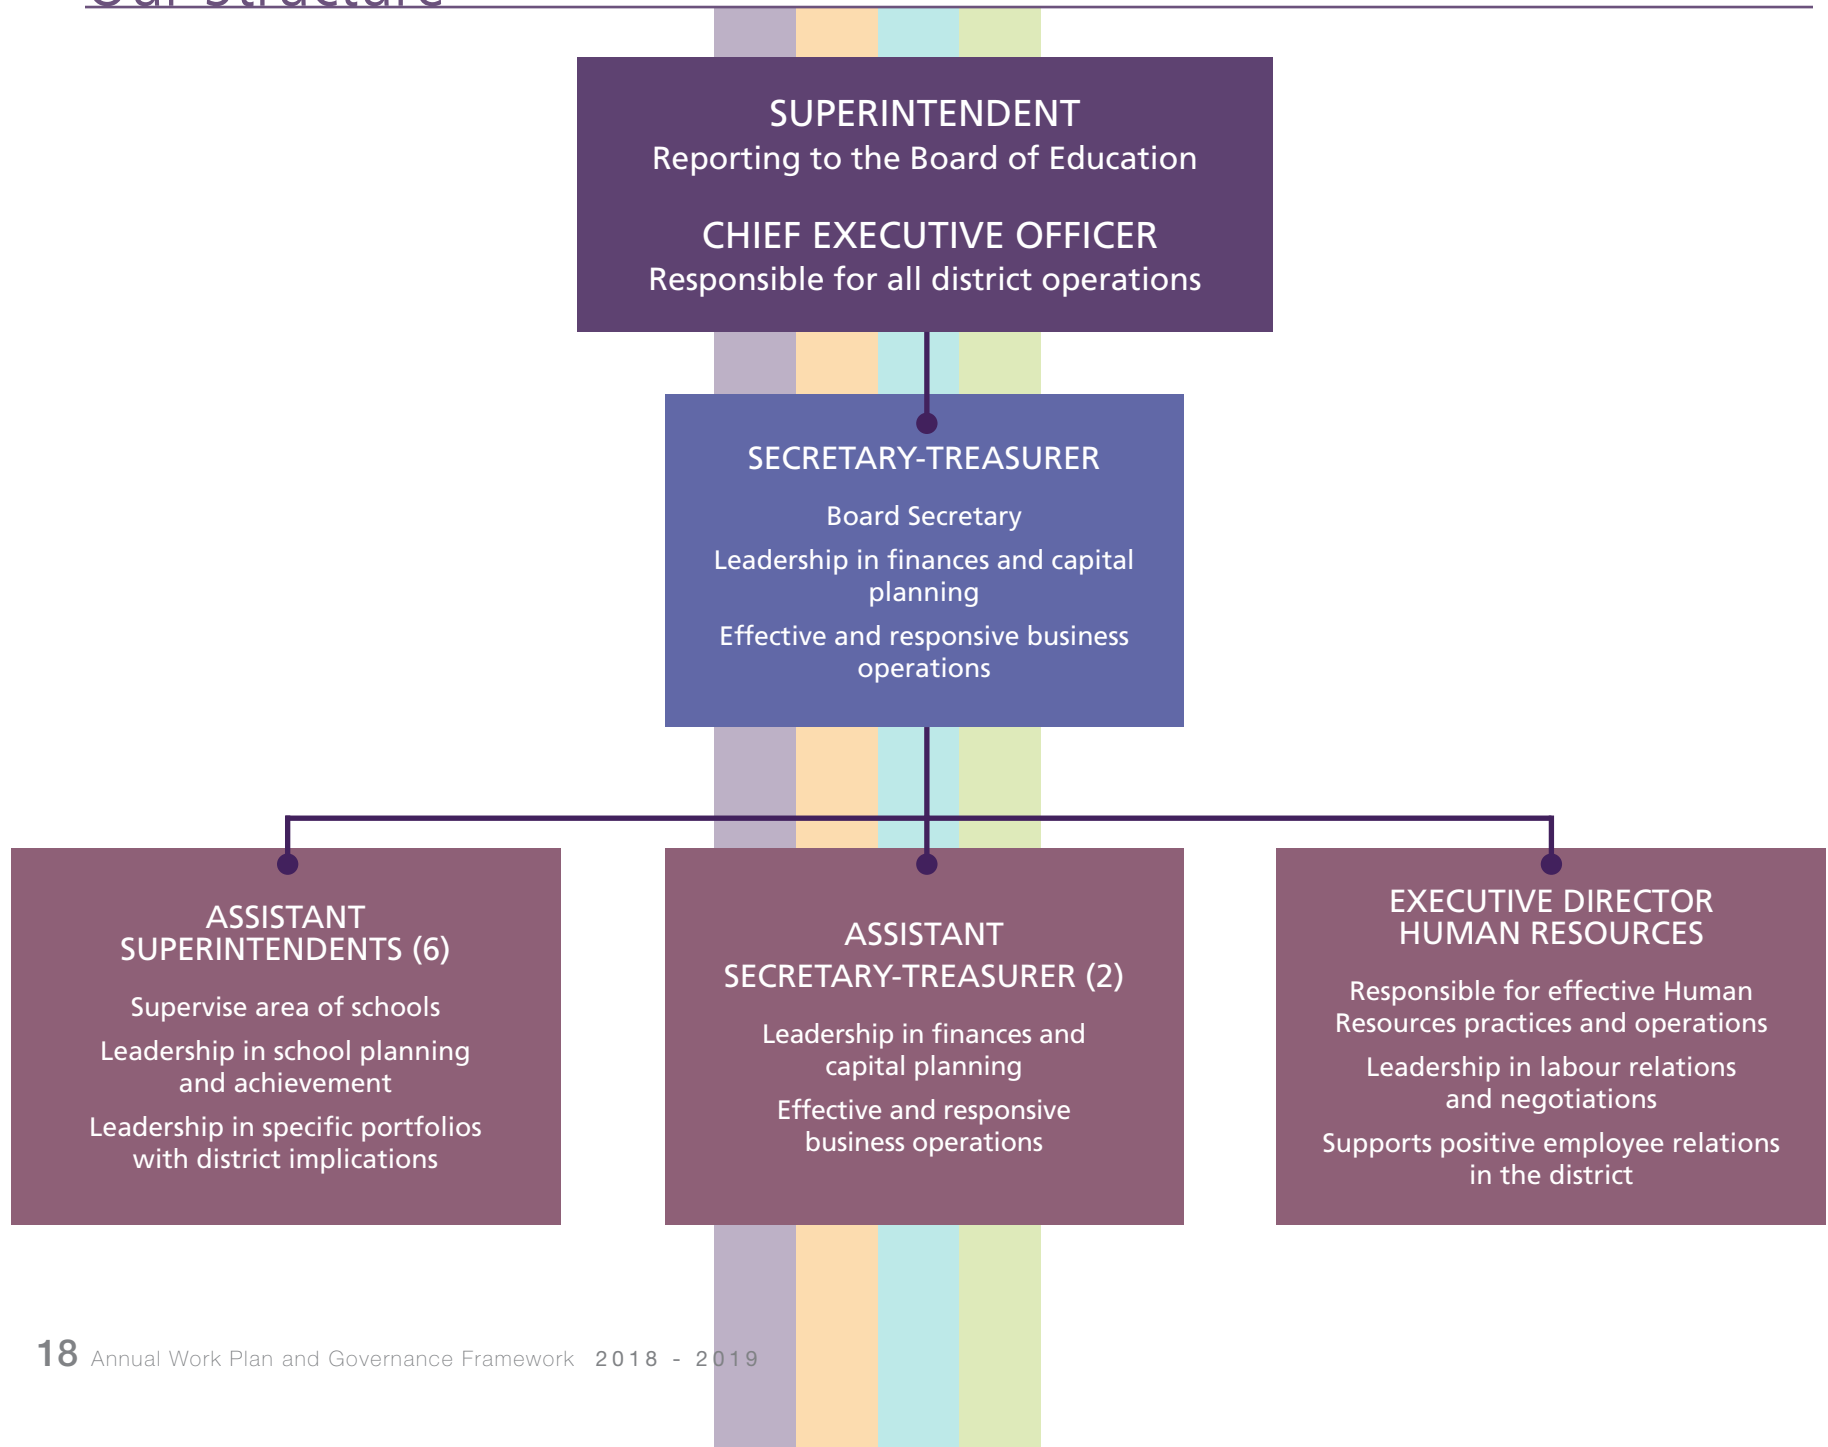 Our Structure
SUPERINTENDENT
Reporting to the Board of Education
CHIEF EXECUTIVE OFFICER
Responsible for all district operations
SECRETARY-TREASURER
Board Secretary
Leadership in finances and capital
planning
Effective and responsive business
operations
ASSISTANT
SUPERINTENDENTS (6)
Supervise area of schools
Leadership in school planning
and achievement
Leadership in specific portfolios
with district implications
ASSISTANT
SECRETARY-TREASURER (2)
Leadership in finances and
capital planning
Effective and responsive
business operations
EXECUTIVE DIRECTOR
HUMAN RESOURCES
Responsible for effective Human
Resources practices and operations
Leadership in labour relations
and negotiations
Supports positive employee relations
in the district
18 Annual Work Plan and Governance Framework 2018 - 2019